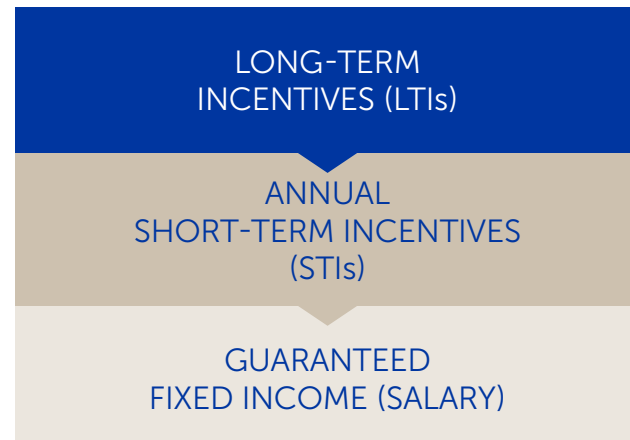 LONG-TERM
INCENTIVES (LTIs)
ANNUAL
SHORT-TERM INCENTIVES
(STIs)
GUARANTEED
FIXED INCOME (SALARY)